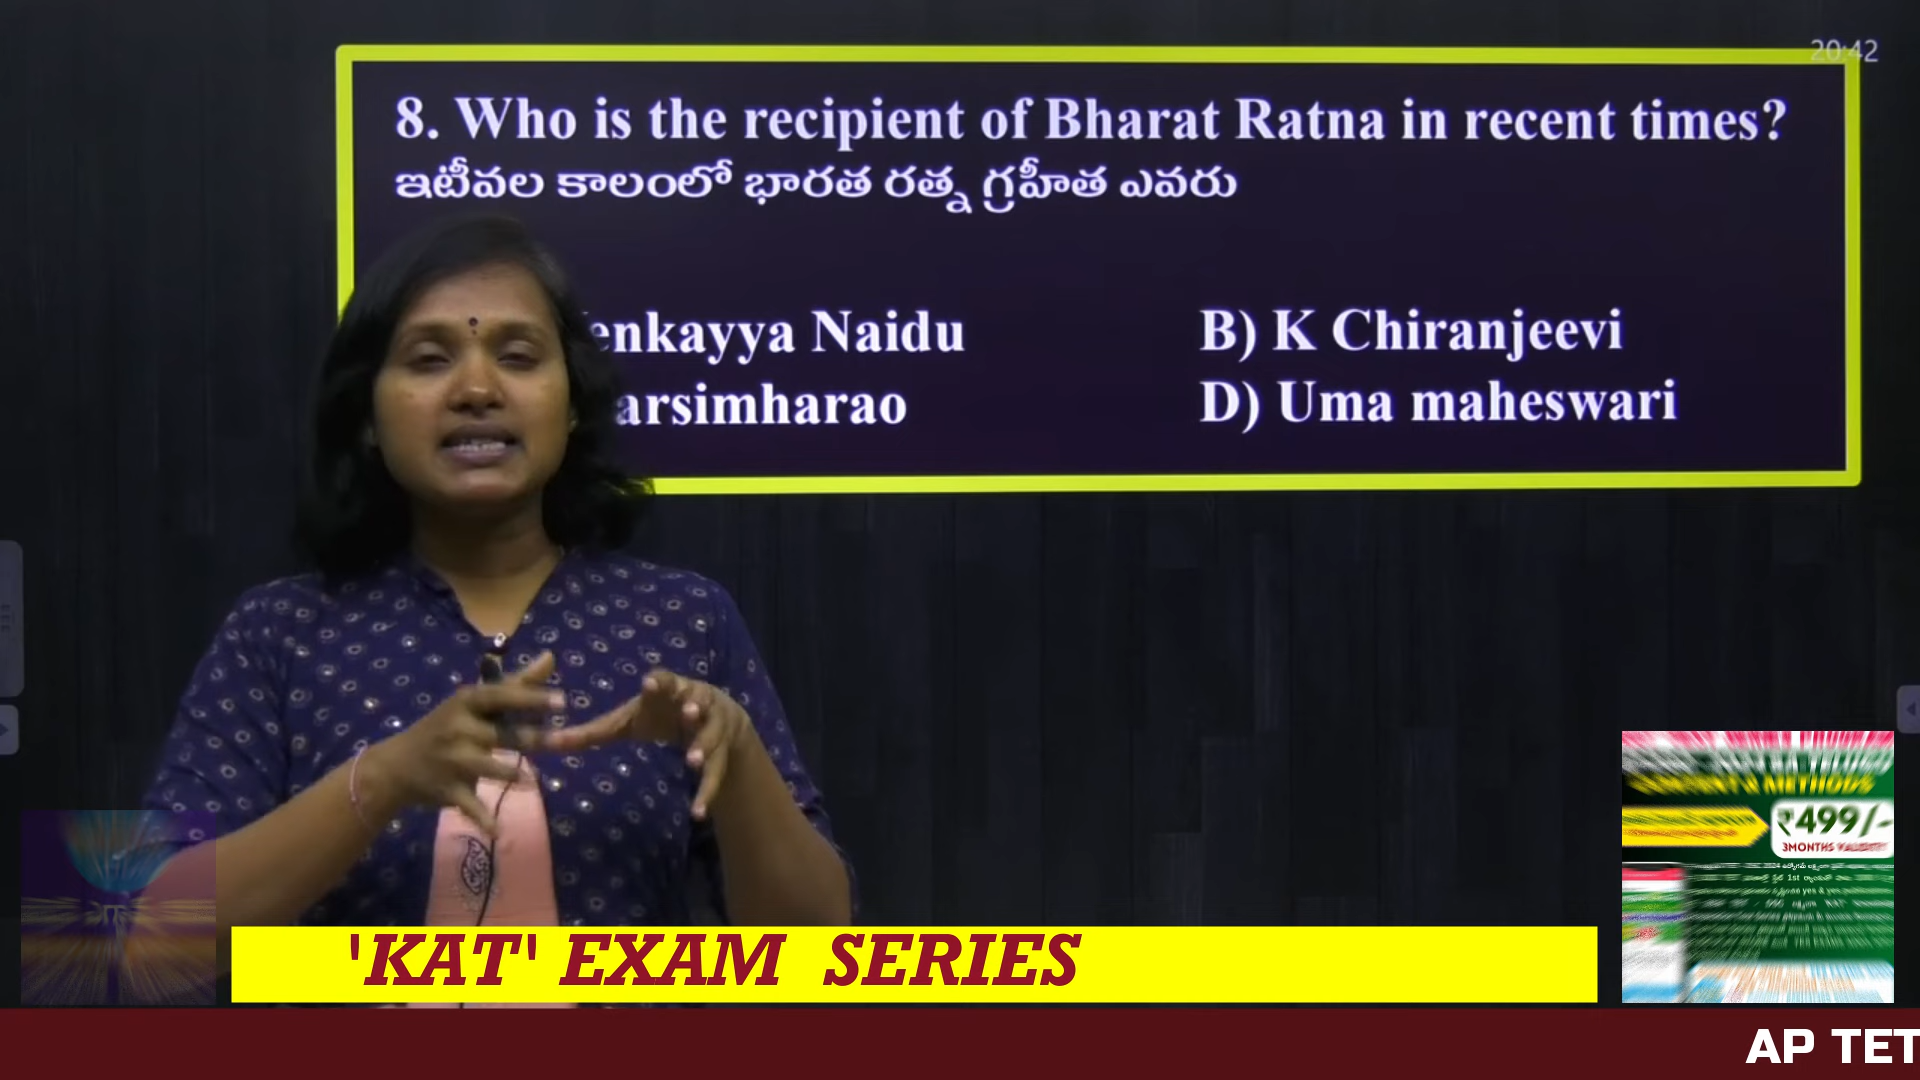 20:42
8. Who is the recipient of Bharat Ratna in recent times?
ఇటీవల కాలంలో భారత రత్న గ్రహీత ఎవరు
enkayya Naidu
B) K Chiranjeevi
arsimharao
D) Uma maheswari
₹499/-
3MONTHS VALIDITY
'KAT' EXAM SERIES
AP TET